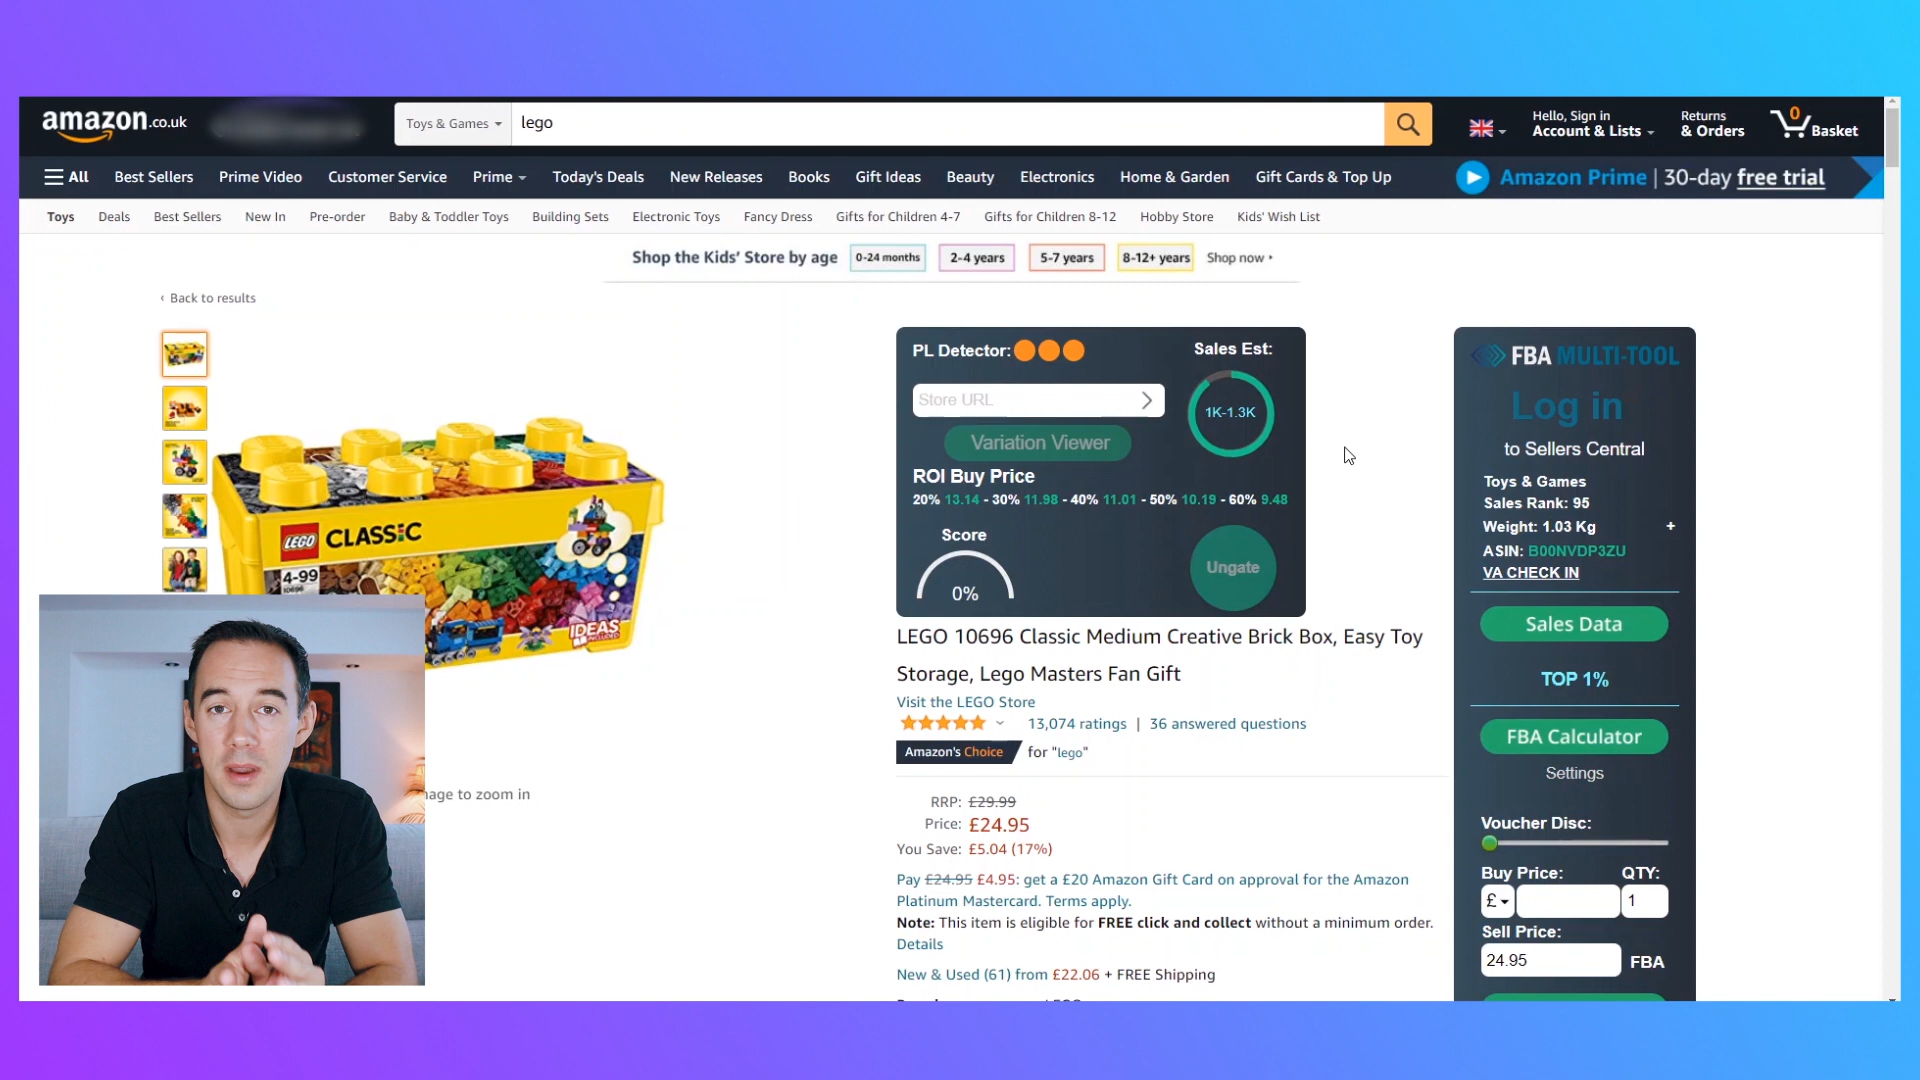 amazon.co.uk
Toys & Games
lego
Hello, Sign in
Account & Lists
Returns
& Orders
0
Basket
All
Best Sellers
Prime Video
Customer Service
Prime
Today's Deals
New Releases
Books
Gift Ideas
Beauty
Electronics
Home & Garden
Gift Cards & Top Up
Amazon Prime | 30-day free trial
Toys
Deals
Best Sellers
New In
Pre-order
Baby & Toddler Toys
Building Sets
Electronic Toys
Fancy Dress
Gifts for Children 4-7
Gifts for Children 8-12
Hobby Store
Kids' Wish List
Shop the Kids' Store by age
0-24 months
2-4 years
5-7 years
8-12+ years
Shop now
‹ Back to results
LEGO CLASSIC
4-99
10696
IDEAS
INCLUDED
mage to zoom in
PL Detector:
Sales Est:
Store URL
1K-1.3K
Variation Viewer
ROI Buy Price
20% 13.14 - 30% 11.98 - 40% 11.01 - 50% 10.19 - 60% 9.48
Score
0%
Ungate
LEGO 10696 Classic Medium Creative Brick Box, Easy Toy
Storage, Lego Masters Fan Gift
Visit the LEGO Store
13,074 ratings | 36 answered questions
Amazon's Choice for "lego"
RRP: £29.99
Price: £24.95
You Save: £5.04 (17%)
Pay £24.95 £4.95: get a £20 Amazon Gift Card on approval for the Amazon
Platinum Mastercard. Terms apply.
Note: This item is eligible for FREE click and collect without a minimum order.
Details
New & Used (61) from £22.06 + FREE Shipping
FBA MULTI-TOOL
Log in
to Sellers Central
Toys & Games
Sales Rank: 95
Weight: 1.03 Kg +
ASIN: B00NVDP3ZU
VA CHECK IN
Sales Data
TOP 1%
FBA Calculator
Settings
Voucher Disc:
Buy Price: QTY:
£ 1
Sell Price:
24.95 FBA